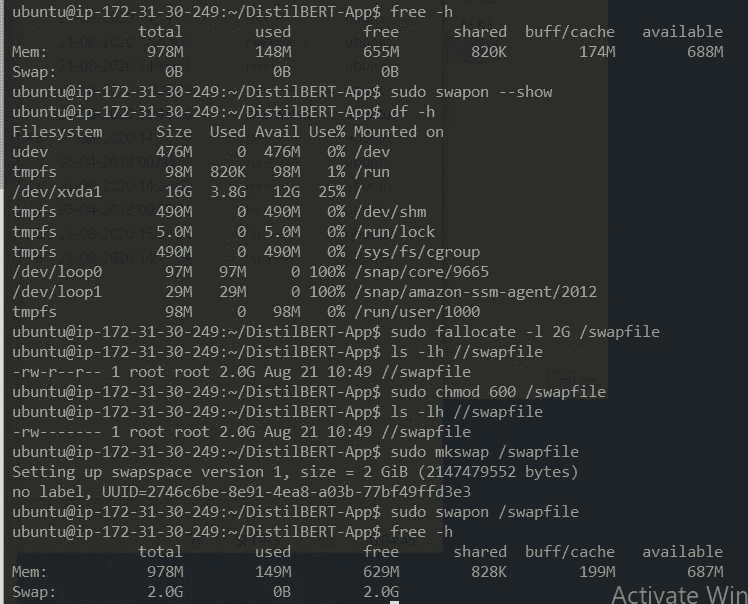 ubuntu@ip-172-31-30-249:~/DistilBERT-App$ free -h
              total        used        free      shared  buff/cache   available
Mem:           978M        148M        655M        820K        174M        688M
Swap:            0B          0B          0B
ubuntu@ip-172-31-30-249:~/DistilBERT-App$ sudo swapon --show
ubuntu@ip-172-31-30-249:~/DistilBERT-App$ df -h
Filesystem      Size  Used Avail Use% Mounted on
udev            476M     0  476M   0% /dev
tmpfs            98M  820K   98M   1% /run
/dev/xvda1       16G  3.8G   12G  25% /
tmpfs           490M     0  490M   0% /dev/shm
tmpfs           5.0M     0  5.0M   0% /run/lock
tmpfs           490M     0  490M   0% /sys/fs/cgroup
/dev/loop0       97M   97M     0 100% /snap/core/9665
/dev/loop1       29M   29M     0 100% /snap/amazon-ssm-agent/2012
tmpfs            98M     0   98M   0% /run/user/1000
ubuntu@ip-172-31-30-249:~/DistilBERT-App$ sudo fallocate -l 2G /swapfile
ubuntu@ip-172-31-30-249:~/DistilBERT-App$ ls -lh //swapfile
-rw-r--r-- 1 root root 2.0G Aug 21 10:49 //swapfile
ubuntu@ip-172-31-30-249:~/DistilBERT-App$ sudo chmod 600 /swapfile
ubuntu@ip-172-31-30-249:~/DistilBERT-App$ ls -lh //swapfile
-rw------- 1 root root 2.0G Aug 21 10:49 //swapfile
ubuntu@ip-172-31-30-249:~/DistilBERT-App$ sudo mkswap /swapfile
Setting up swapspace version 1, size = 2 GiB (2147479552 bytes)
no label, UUID=2746c6be-8e91-4ea8-a03b-77bf49ffd3e3
ubuntu@ip-172-31-30-249:~/DistilBERT-App$ sudo swapon /swapfile
ubuntu@ip-172-31-30-249:~/DistilBERT-App$ free -h
              total        used        free      shared  buff/cache   available
Mem:           978M        149M        629M        828K        199M        687M
Swap:          2.0G          0B        2.0G
Activate Win